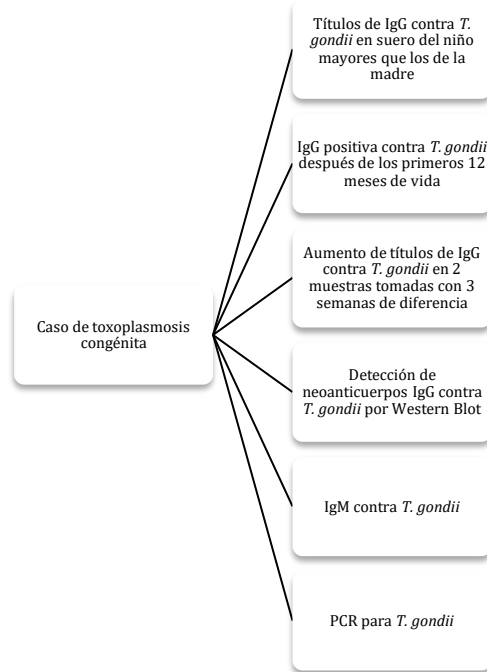 Títulos de IgG contra T.
gondii en suero del niño
mayores que los de la
madre
IgG positiva contra T. gondii
después de los primeros 12
meses de vida
Aumento de títulos de IgG
contra T. gondii en 2
muestras tomadas con 3
semanas de diferencia
Caso de toxoplasmosis
congénita
Detección de
neoanticuerpos IgG contra
T. gondii por Western Blot
IgM contra T. gondii
PCR para T. gondii